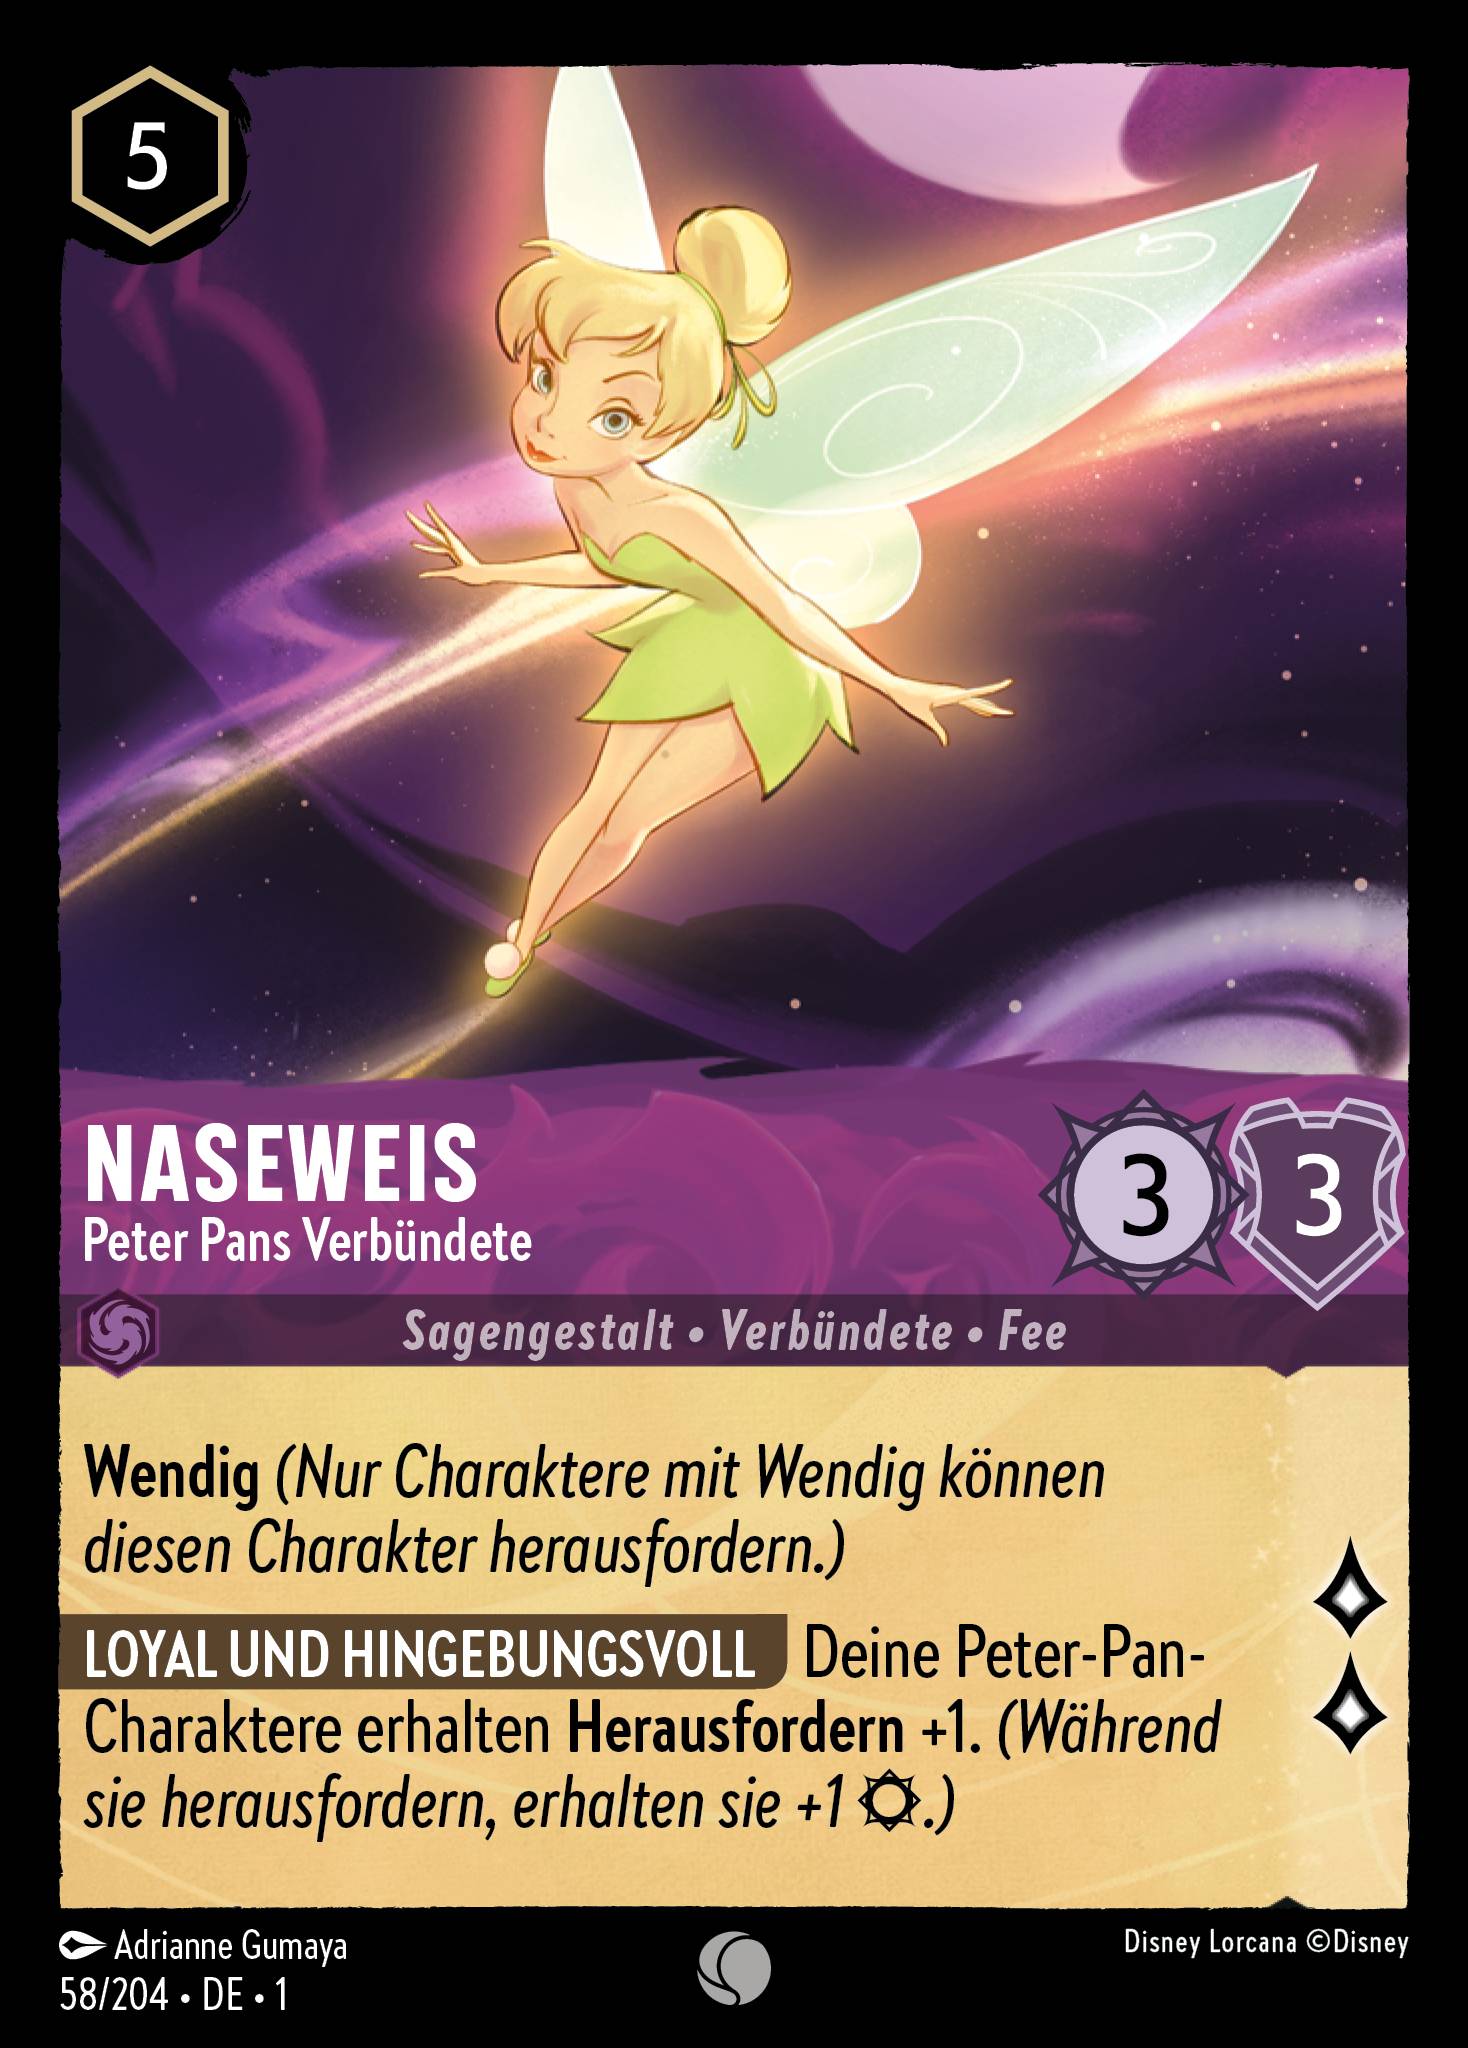 5
NASEWEIS
Peter Pans Verbündete
3
3
Sagengestalt • Verbündete • Fee
Wendig (Nur Charaktere mit Wendig können
diesen Charakter herausfordern.)
LOYAL UND HINGEBUNGSVOLL Deine Peter-Pan-
Charaktere erhalten Herausfordern +1. (Während
sie herausfordern, erhalten sie +1 .)
Adrianne Gumaya
Disney Lorcana ©Disney
58/204 • DE • 1